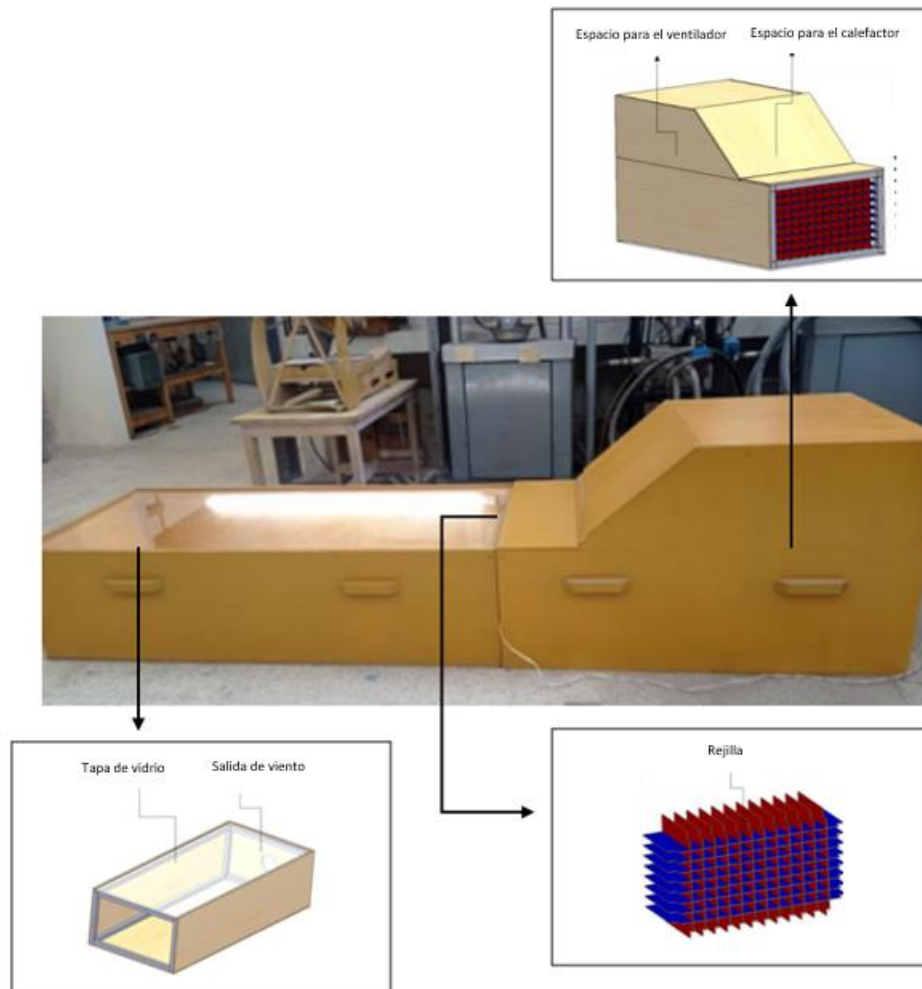 Espacio para el ventilador
Espacio para el calefactor
Tapa de vidrio
Salida de viento
Rejilla